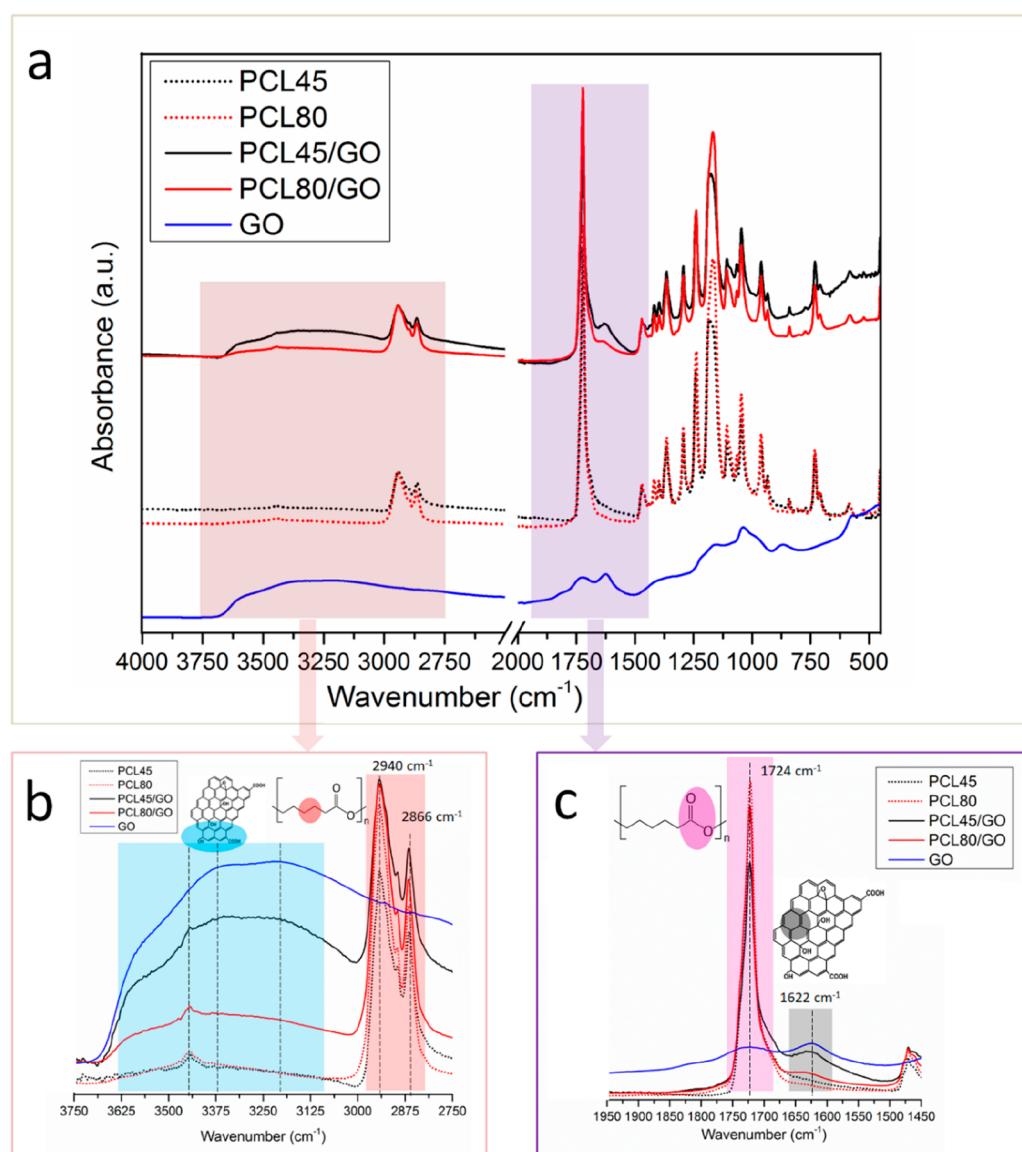 a
PCL45
PCL80
PCL45/GO
PCL80/GO
GO
Absorbance (a.u.)
4000 3750 3500 3250 3000 2750 2000 1750 1500 1250 1000 750 500
Wavenumber (cm⁻¹)
b
PCL45
PCL80
PCL45/GO
PCL80/GO
GO
COOH
OH
COOH
OH
O
O
n
2940 cm⁻¹
2866 cm⁻¹
3750 3625 3500 3375 3250 3125 3000 2875 2750
Wavenumber (cm⁻¹)
c
O
O
n
1724 cm⁻¹
PCL45
PCL80
PCL45/GO
PCL80/GO
GO
O
COOH
OH
OH
OH
OH
COOH
1622 cm⁻¹
1950 1900 1850 1800 1750 1700 1650 1600 1550 1500 1450
Wavenumber (cm⁻¹)